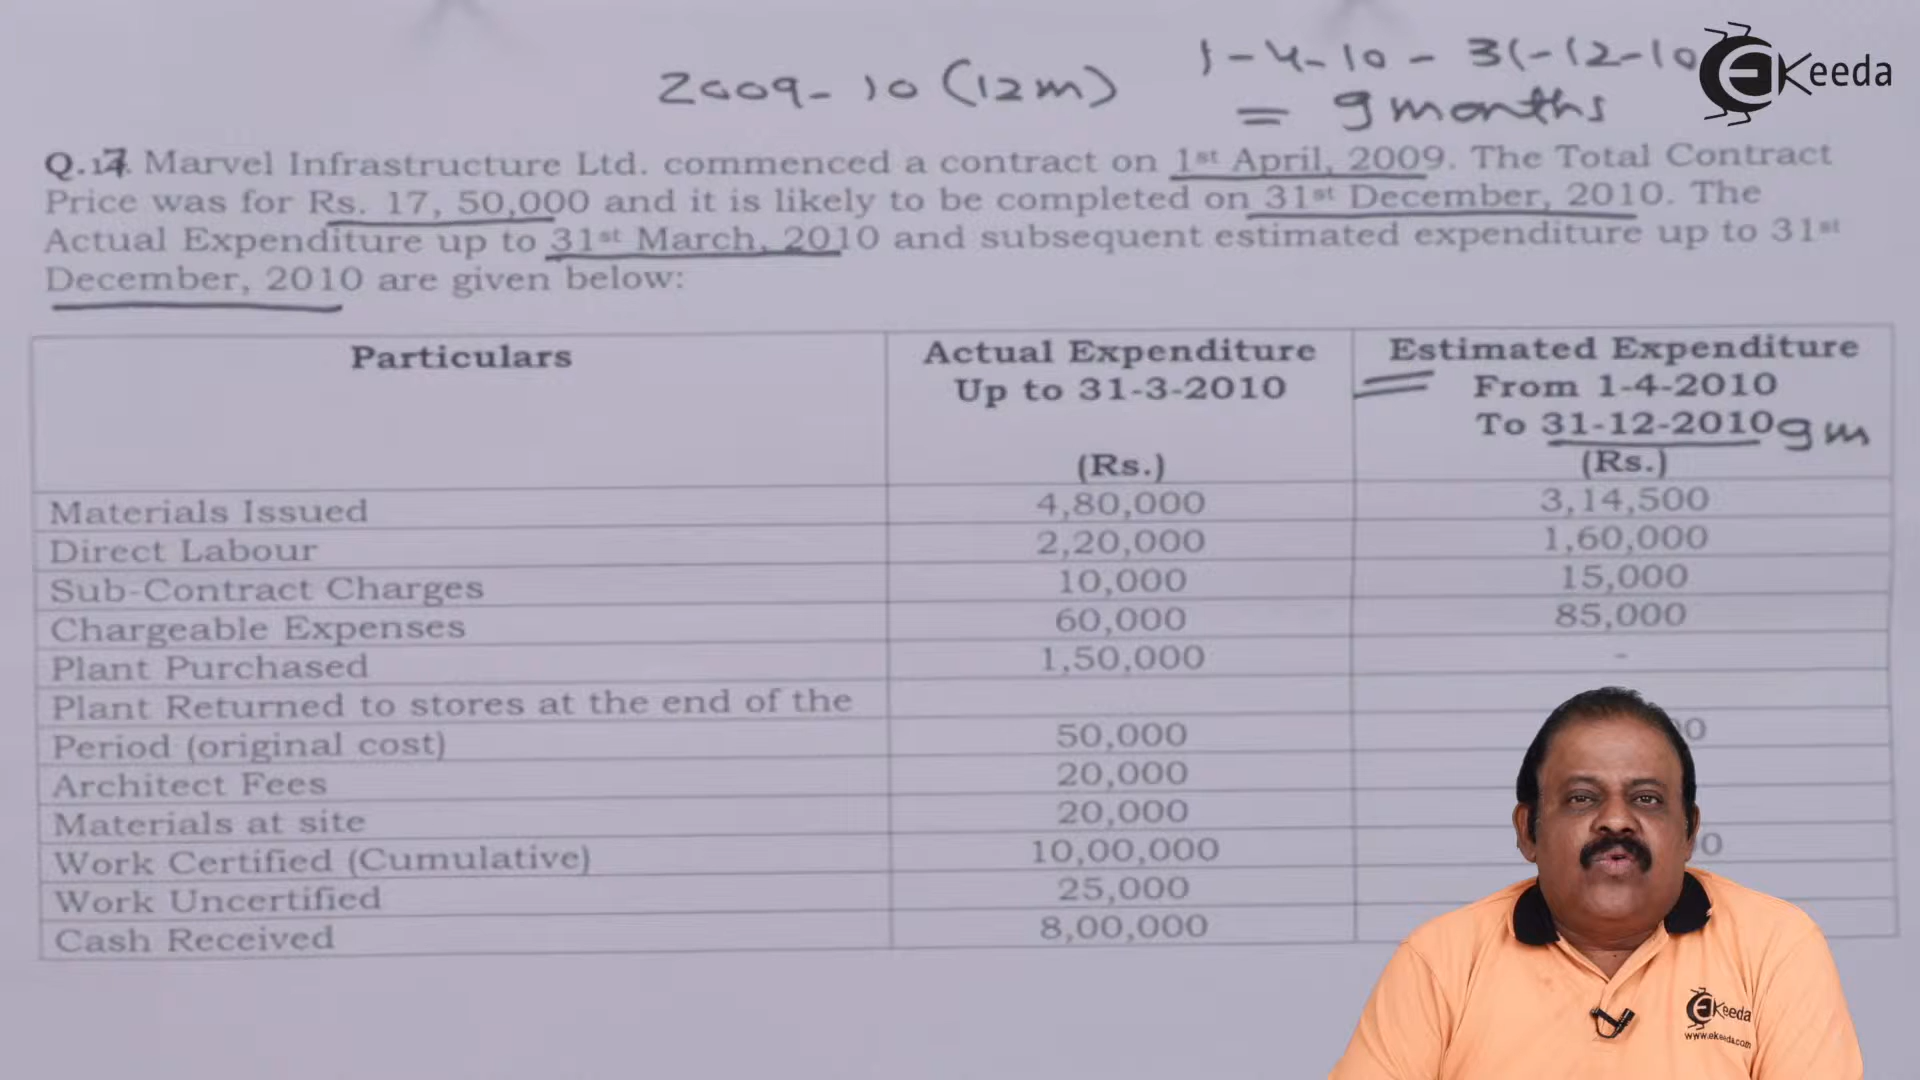 2009-10 (12m)
1-4-10 - 31-12-10
= 9 months
EKeeda
Q.17. Marvel Infrastructure Ltd. commenced a contract on 1st April, 2009. The Total Contract
Price was for Rs. 17, 50,000 and it is likely to be completed on 31st December, 2010. The
Actual Expenditure up to 31st March, 2010 and subsequent estimated expenditure up to 31st
December, 2010 are given below:
Particulars Actual Expenditure Estimated Expenditure
Up to 31-3-2010 From 1-4-2010
To 31-12-2010 9m
(Rs.) (Rs.)
Materials Issued 4,80,000 3,14,500
Direct Labour 2,20,000 1,60,000
Sub-Contract Charges 10,000 15,000
Chargeable Expenses 60,000 85,000
Plant Purchased 1,50,000 -
Plant Returned to stores at the end of the
Period (original cost) 50,000
Architect Fees 20,000
Materials at site 20,000
Work Certified (Cumulative) 10,00,000
Work Uncertified 25,000
Cash Received 8,00,000
EKeeda
www.ekeeda.com